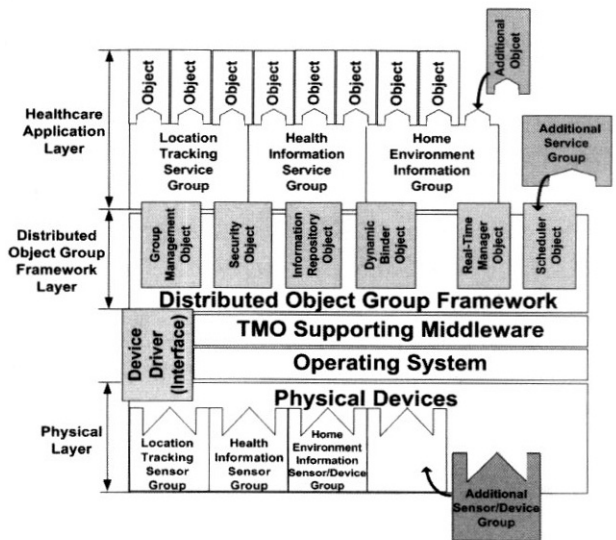 Additional
Objcet
Object
Object
Object
Object
Object
Object
Object
Object
Healthcare
Application
Layer
Location
Tracking
Service
Group
Health
Information
Service
Group
Home
Environment
Information
Group
Additional
Service
Group
Distributed
Object Group
Framework
Layer
Group
Management
Object
Security
Object
Information
Repository
Object
Dynamic
Binder
Object
Real-Time
Manager
Object
Scheduler
Object
Distributed Object Group Framework
Device
Driver
(Interface)
TMO Supporting Middleware
Operating System
Physical Devices
Physical
Layer
Location
Tracking
Sensor
Group
Health
Information
Sensor
Group
Home
Environment
Information
Sensor/Device
Group
Additional
Sensor/Device
Group